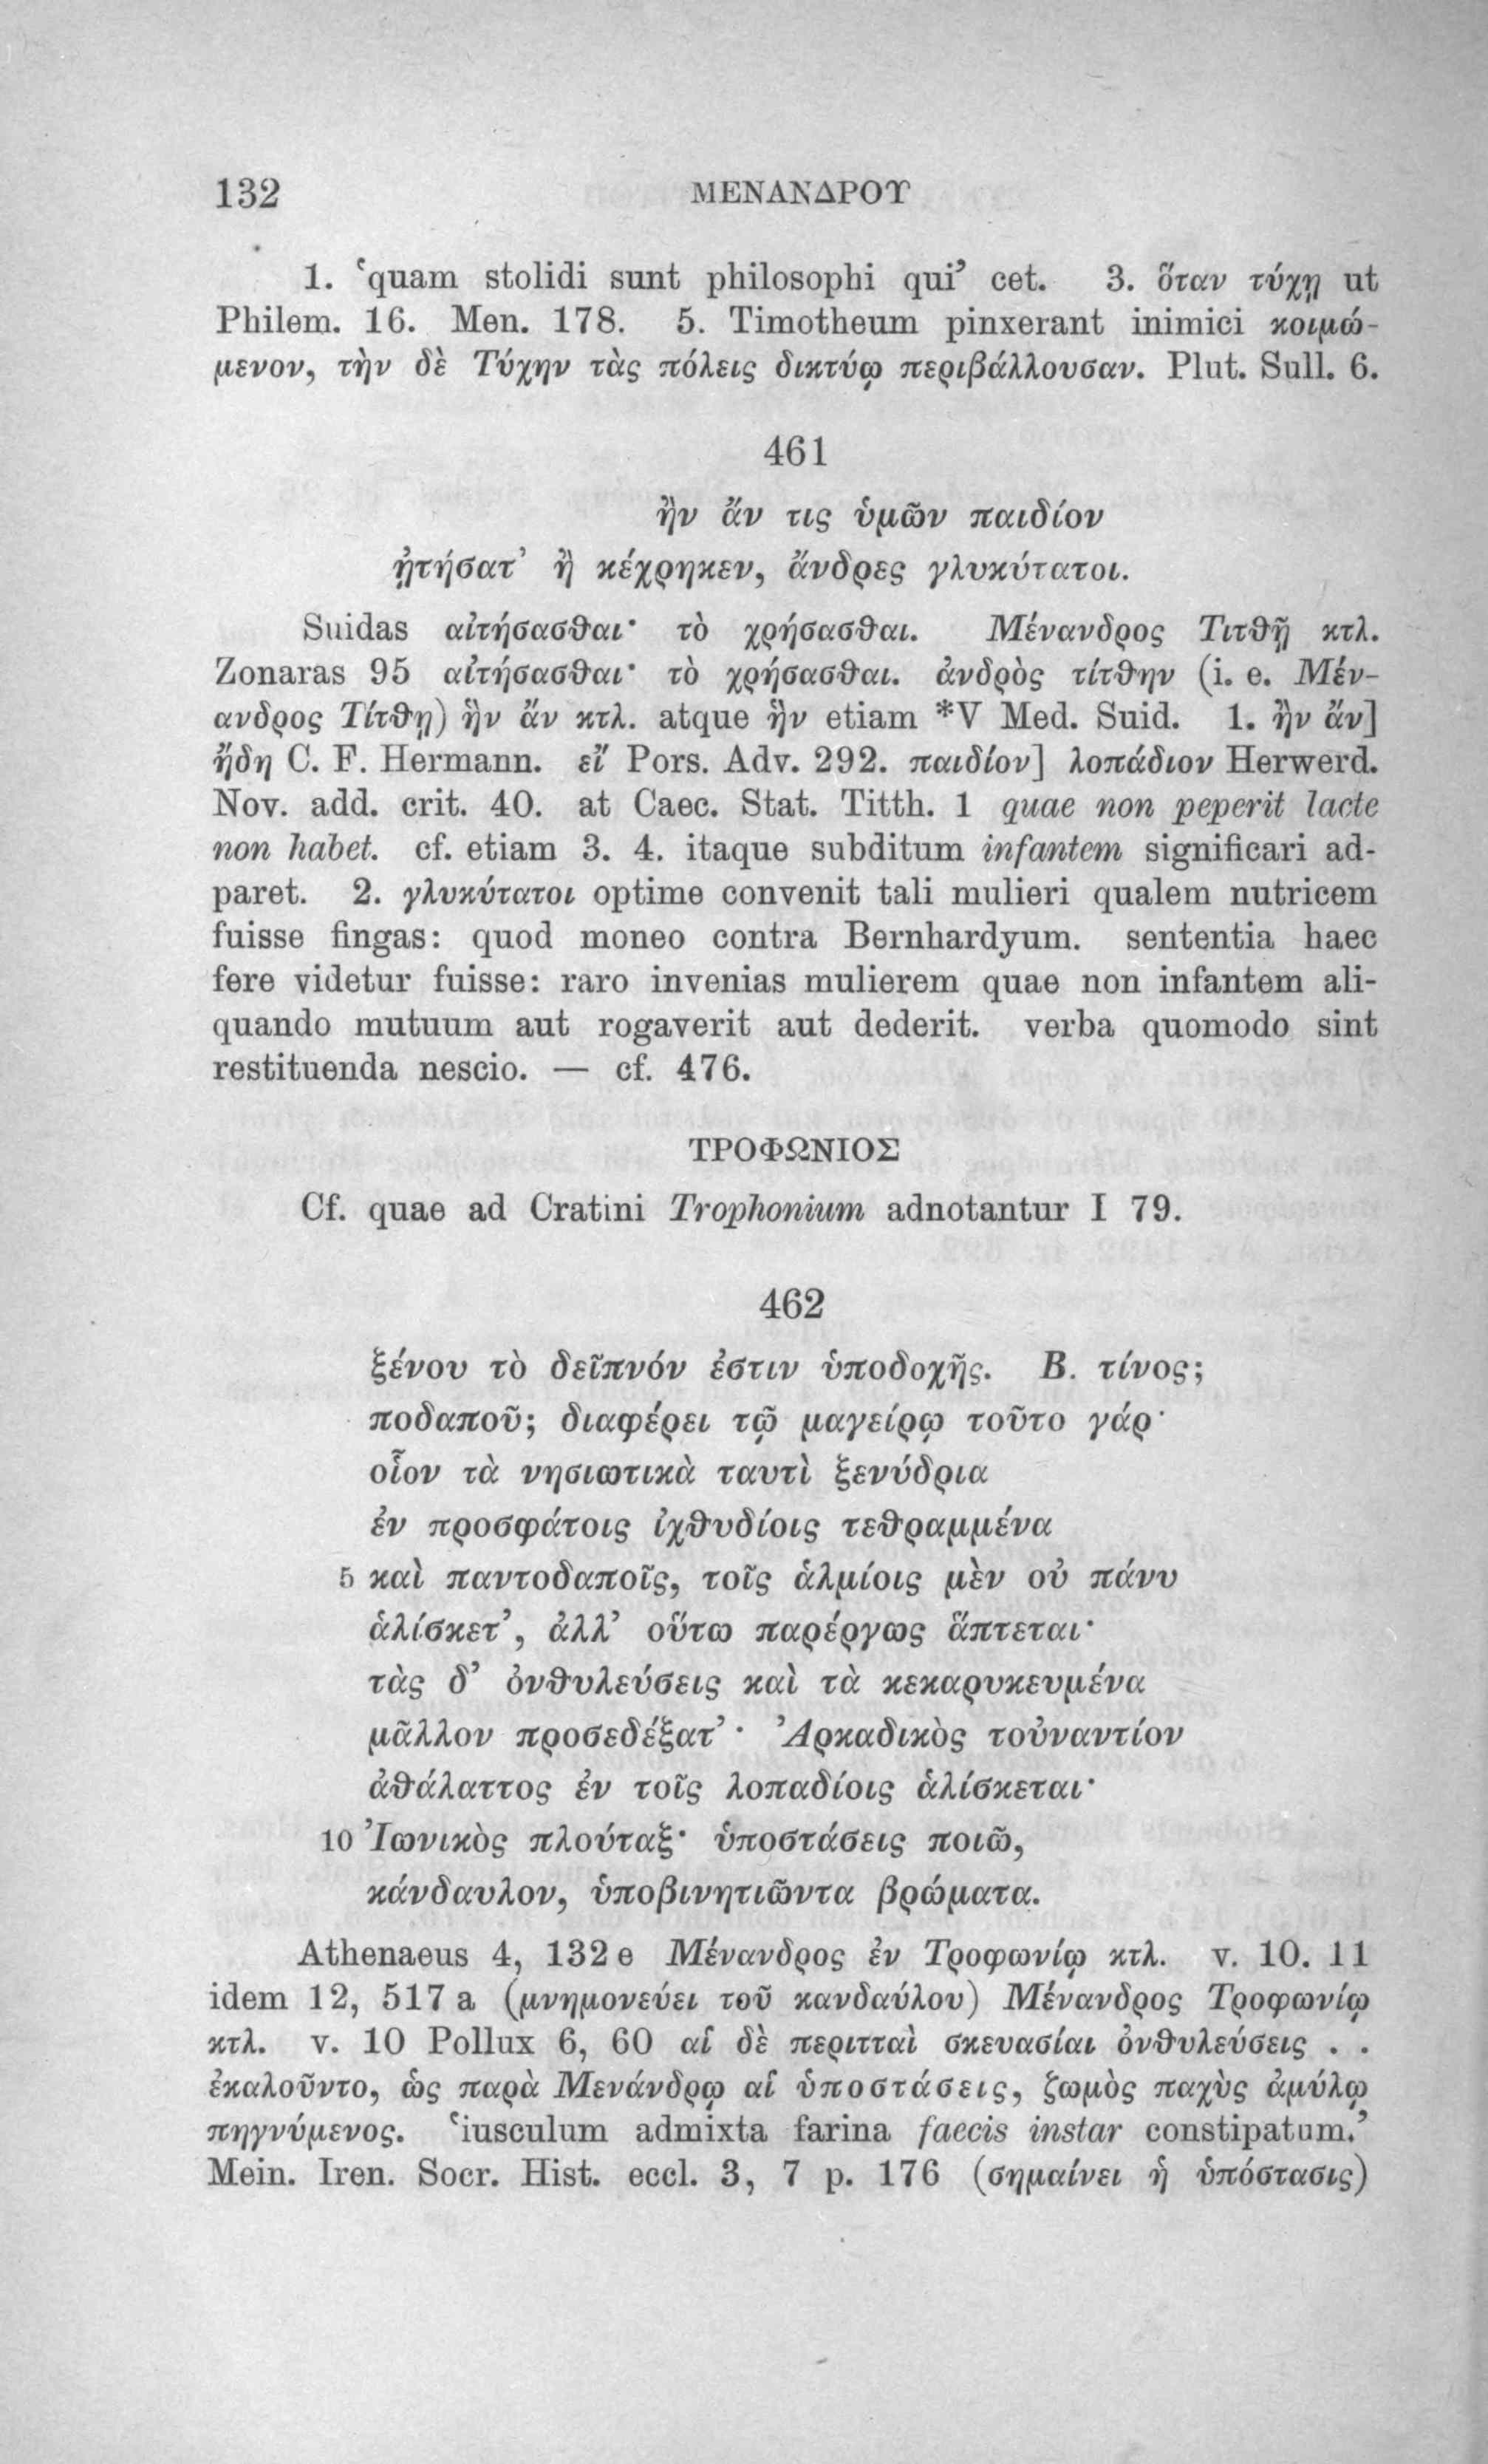 132 ΜΕΝΑΝΔΡΟΥ
1. ‘quam stolidi sunt philosophi qui’ cet. 3. ὅταν τύχῃ ut
Philem. 16. Men. 178. 5. Timotheum pinxerant inimici κοιμώ-
μενον, τὴν δὲ Τύχην τὰς πόλεις δικτύῳ περιβάλλουσαν. Plut. Sull. 6.
461
ἢν ἄν τις ὑμῶν παιδίον
ᾐτήσατ’ ἢ κέχρηκεν, ἄνδρες γλυκύτατοι.
Suidas αἰτήσασθαι· τὸ χρήσασθαι. Μένανδρος Τιτθῇ κτλ.
Zonaras 95 αἰτήσασθαι· τὸ χρήσασθαι. ἀνδρὸς τίτθην (i. e. Μέν-
ανδρος Τίτθῃ) ἣν ἄν κτλ. atque ἣν etiam *V Med. Suid. 1. ἢν ἄν]
ἤδη C. F. Hermann. εἴ Pors. Adv. 292. παιδίον] λοπάδιον Herwerd.
Nov. add. crit. 40. at Caec. Stat. Titth. 1 quae non peperit lacte
non habet. cf. etiam 3. 4. itaque subditum infantem significari ad-
paret. 2. γλυκύτατοι optime convenit tali mulieri qualem nutricem
fuisse fingas: quod moneo contra Bernhardyum. sententia haec
fere videtur fuisse: raro invenias mulierem quae non infantem ali-
quando mutuum aut rogaverit aut dederit. verba quomodo sint
restituenda nescio. — cf. 476.
ΤΡΟΦΩΝΙΟΣ
Cf. quae ad Cratini Trophonium adnotantur I 79.
462
ξένου τὸ δεῖπνόν ἐστιν ὑποδοχῆς. Β. τίνος;
ποδαποῦ; διαφέρει τῷ μαγείρῳ τοῦτο γάρ·
οἷον τὰ νησιωτικὰ ταυτὶ ξενύδρια
ἐν προσφάτοις ἰχθυδίοις τεθραμμένα
5 καὶ παντοδαποῖς, τοῖς ἁλμίοις μὲν οὐ πάνυ
ἁλίσκετ’, ἀλλ’ οὕτω παρέργως ἅπτεται·
τὰς δ’ ὀνθυλεύσεις καὶ τὰ κεκαρυκευμένα
μᾶλλον προσεδέξατ’· Ἀρκαδικὸς τοὐναντίον
ἀθάλαττος ἐν τοῖς λοπαδίοις ἁλίσκεται·
10 Ἰωνικὸς πλούταξ· ὑποστάσεις ποιῶ,
κάνδαυλον, ὑποβινητιῶντα βρώματα.
Athenaeus 4, 132 e Μένανδρος ἐν Τροφωνίῳ κτλ. v. 10. 11
idem 12, 517 a (μνημονεύει τοῦ κανδαύλου) Μένανδρος Τροφωνίῳ
κτλ. v. 10 Pollux 6, 60 αἱ δὲ περιτταὶ σκευασίαι ὀνθυλεύσεις . .
ἐκαλοῦντο, ὡς παρὰ Μενάνδρῳ αἱ ὑποστάσεις, ζωμὸς παχὺς ἀμύλῳ
πηγνύμενος. ‘iusculum admixta farina faecis instar constipatum.’
Mein. Iren. Socr. Hist. eccl. 3, 7 p. 176 (σημαίνει ἡ ὑπόστασις)